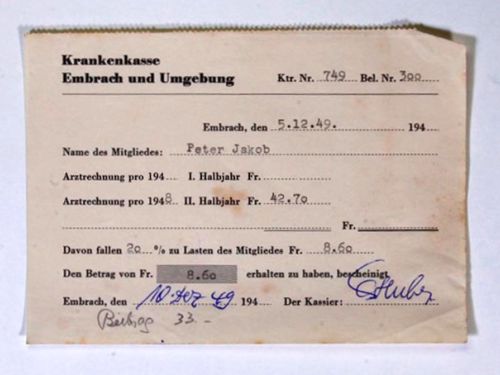 Krankenkasse
Embrach und Umgebung Ktr. Nr. 749 Bel. Nr. 300
Embrach, den 5.12.49. 194
Name des Mitgliedes: Peter Jakob
Arztrechnung pro 194 I. Halbjahr Fr.
Arztrechnung pro 1948 II. Halbjahr Fr. 42.70
Fr.
Davon fallen 20 % zu Lasten des Mitgliedes Fr. 8.60
Den Betrag von Fr. 8.60 erhalten zu haben, bescheinigt
Embrach, den 10. Dez 49 194 Der Kassier: Huber
Beitrag 33.-